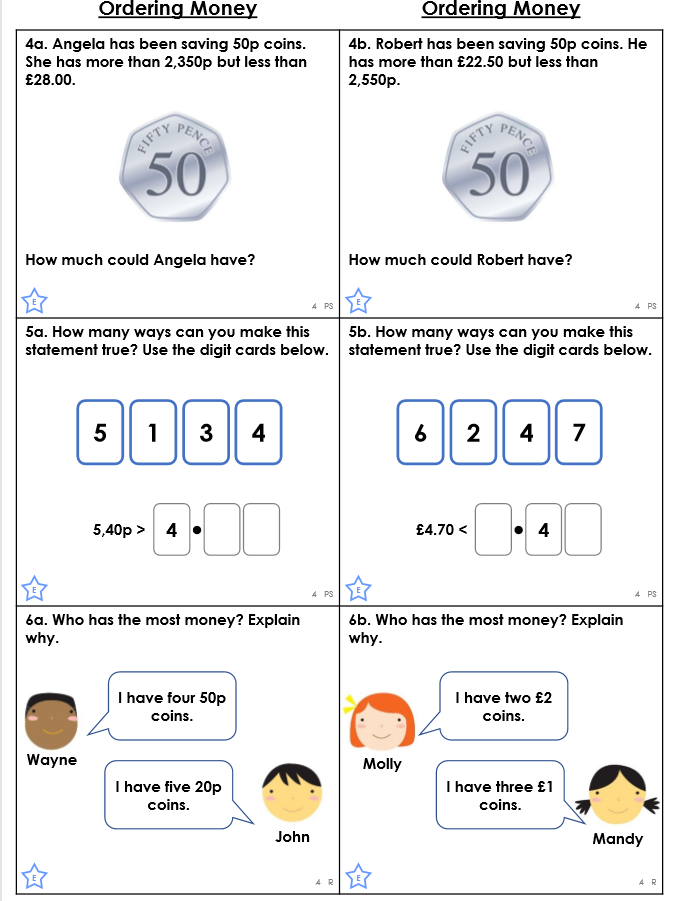 Ordering Money
Ordering Money
4a. Angela has been saving 50p coins.
She has more than 2,350p but less than
£28.00.
FIFTY PENCE
50
How much could Angela have?
E
4 PS
4b. Robert has been saving 50p coins. He
has more than £22.50 but less than
2,550p.
FIFTY PENCE
50
How much could Robert have?
E
4 PS
5a. How many ways can you make this
statement true? Use the digit cards below.
5 1 3 4
5,40p > 4 •
E
4 PS
5b. How many ways can you make this
statement true? Use the digit cards below.
6 2 4 7
£4.70 < • 4
E
4 PS
6a. Who has the most money? Explain
why.
I have four 50p
coins.
Wayne
I have five 20p
coins.
John
E
4 R
6b. Who has the most money? Explain
why.
I have two £2
coins.
Molly
I have three £1
coins.
Mandy
E
4 R